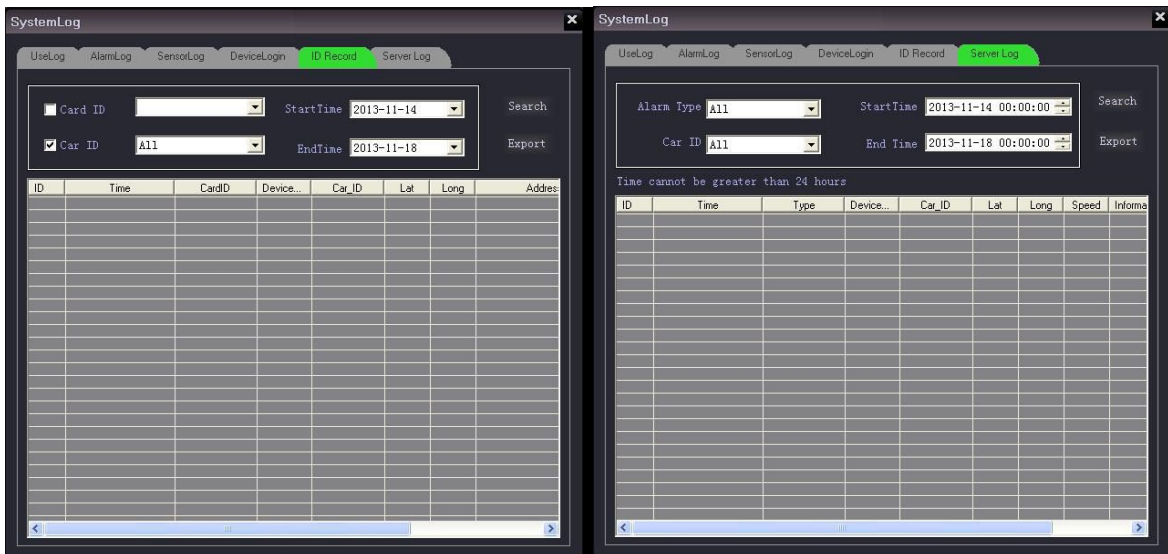 SystemLog
UseLog AlarmLog SensorLog DeviceLogin ID Record Server Log
Card ID StartTime 2013-11-14 Search
Car ID All EndTime 2013-11-18 Export
ID Time CardID Device... Car_ID Lat Long Addres
SystemLog
UseLog AlarmLog SensorLog DeviceLogin ID Record Server Log
Alarm Type All StartTime 2013-11-14 00:00:00 Search
Car ID All End Time 2013-11-18 00:00:00 Export
Time cannot be greater than 24 hours
ID Time Type Device... Car_ID Lat Long Speed Informa